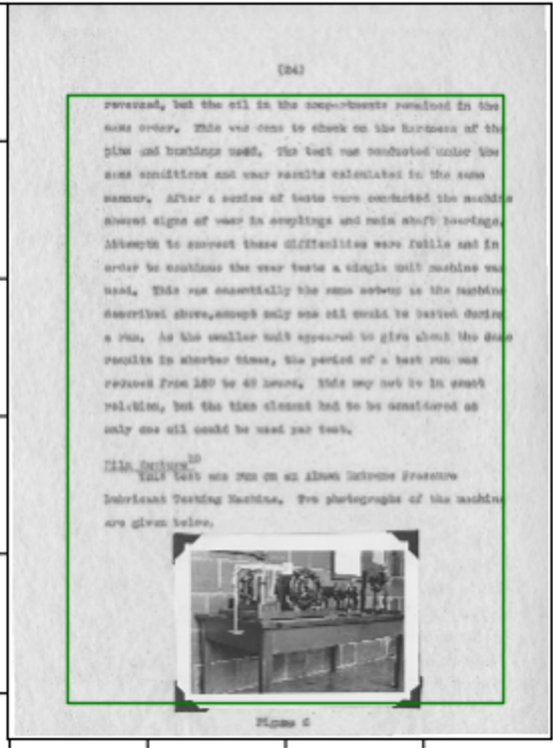 (24)
reversed, but the oil in the compartments remained in the
same order. This was done to check on the hardness of the
pins and bushings used. The test was conducted under the
same conditions and wear results calculated in the same
manner. After a series of tests were conducted the machine
showed signs of wear in couplings and main shaft bearings.
Attempts to correct these difficulties were futile and in
order to continue the wear tests a single unit machine was
used. This was essentially the same setup as the machine
described above, except only one oil could be tested during
a run. As the smaller unit appeared to give about the same
results in shorter times, the period of a test run was
reduced from to hours. This may not be in exact
relation, but the time element had to be considered as
only one oil could be used per test.
Film Rupture
This test was run on an Almen Extreme Pressure
Lubricant Testing Machine. Two photographs of the machine
are given below.
Figure